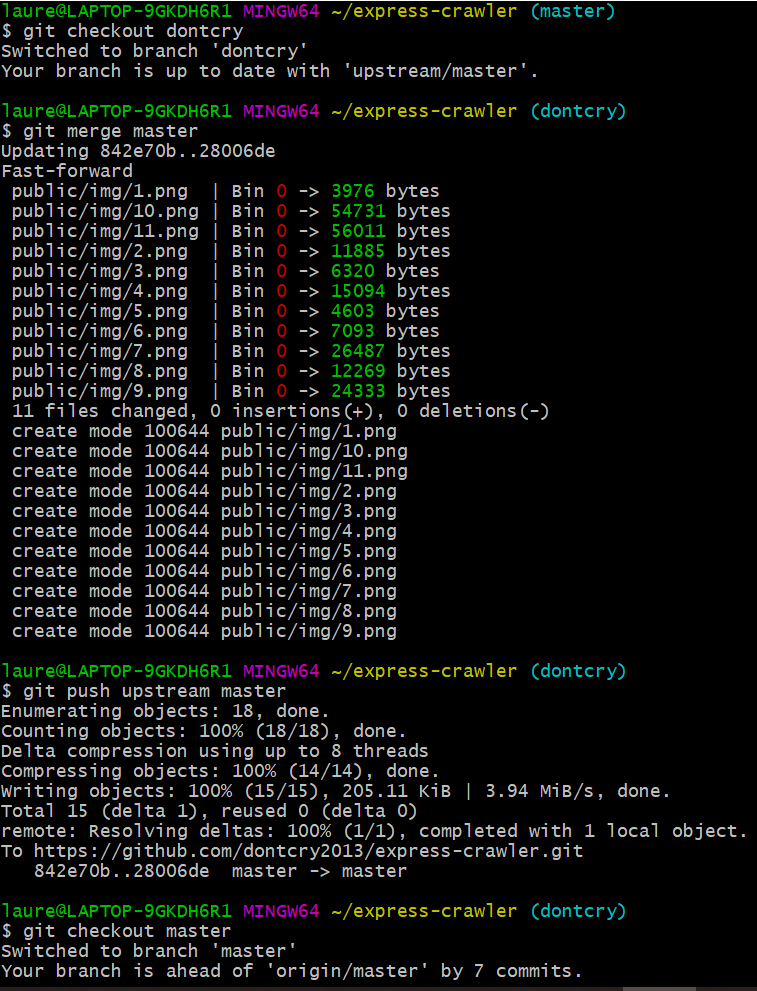 laure@LAPTOP-9GKDH6R1 MINGW64 ~/express-crawler (master)
$ git checkout dontcry
Switched to branch 'dontcry'
Your branch is up to date with 'upstream/master'.
laure@LAPTOP-9GKDH6R1 MINGW64 ~/express-crawler (dontcry)
$ git merge master
Updating 842e70b..28006de
Fast-forward
 public/img/1.png  | Bin 0 -> 3976 bytes
 public/img/10.png | Bin 0 -> 54731 bytes
 public/img/11.png | Bin 0 -> 56011 bytes
 public/img/2.png  | Bin 0 -> 11885 bytes
 public/img/3.png  | Bin 0 -> 6320 bytes
 public/img/4.png  | Bin 0 -> 15094 bytes
 public/img/5.png  | Bin 0 -> 4603 bytes
 public/img/6.png  | Bin 0 -> 7093 bytes
 public/img/7.png  | Bin 0 -> 26487 bytes
 public/img/8.png  | Bin 0 -> 12269 bytes
 public/img/9.png  | Bin 0 -> 24333 bytes
 11 files changed, 0 insertions(+), 0 deletions(-)
 create mode 100644 public/img/1.png
 create mode 100644 public/img/10.png
 create mode 100644 public/img/11.png
 create mode 100644 public/img/2.png
 create mode 100644 public/img/3.png
 create mode 100644 public/img/4.png
 create mode 100644 public/img/5.png
 create mode 100644 public/img/6.png
 create mode 100644 public/img/7.png
 create mode 100644 public/img/8.png
 create mode 100644 public/img/9.png
laure@LAPTOP-9GKDH6R1 MINGW64 ~/express-crawler (dontcry)
$ git push upstream master
Enumerating objects: 18, done.
Counting objects: 100% (18/18), done.
Delta compression using up to 8 threads
Compressing objects: 100% (14/14), done.
Writing objects: 100% (15/15), 205.11 KiB | 3.94 MiB/s, done.
Total 15 (delta 1), reused 0 (delta 0)
remote: Resolving deltas: 100% (1/1), completed with 1 local object.
To https://github.com/dontcry2013/express-crawler.git
   842e70b..28006de  master -> master
laure@LAPTOP-9GKDH6R1 MINGW64 ~/express-crawler (dontcry)
$ git checkout master
Switched to branch 'master'
Your branch is ahead of 'origin/master' by 7 commits.